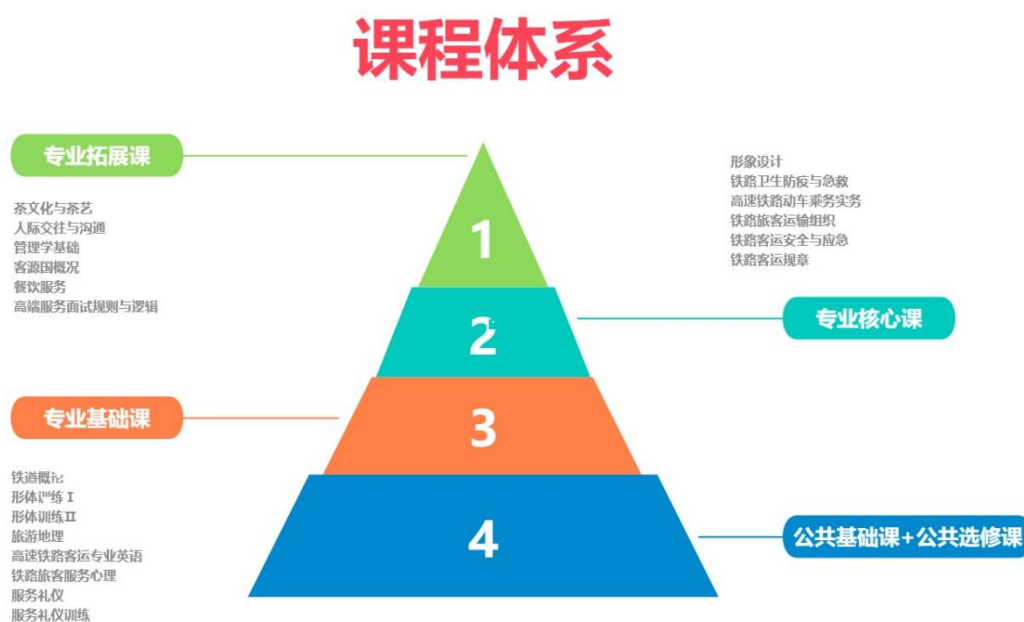 课程体系
专业拓展课
茶文化与茶艺
人际交往与沟通
管理学基础
客源国概况
餐饮服务
高端服务面试规则与逻辑
形象设计
铁路卫生防疫与急救
高速铁路动车乘务实务
铁路旅客运输组织
铁路客运安全与应急
铁路客运规章
1
2
专业核心课
专业基础课
3
铁道概论
形体训练Ⅰ
形体训练Ⅱ
旅游地理
高速铁路客运专业英语
铁路旅客服务心理
服务礼仪
服务礼仪训练
4
公共基础课+公共选修课